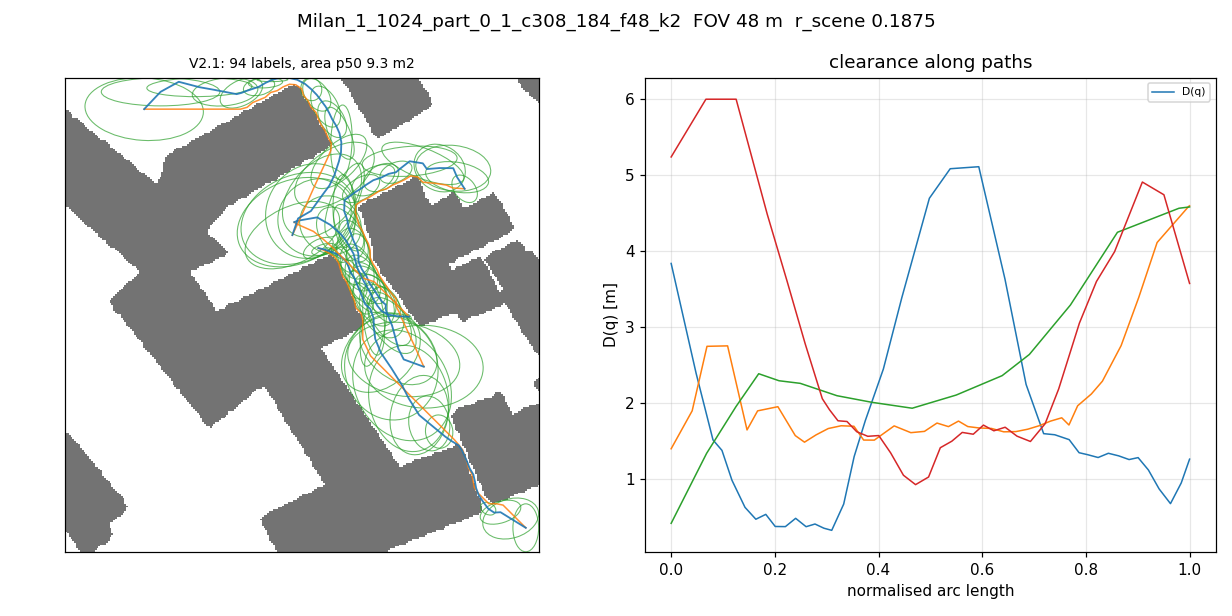 Milan_1_1024_part_0_1_c308_184_f48_k2  FOV 48 m  r_scene 0.1875
V2.1: 94 labels, area p50 9.3 m2
clearance along paths
D(q)
D(q) [m]
6
5
4
3
2
1
0.0 0.2 0.4 0.6 0.8 1.0
normalised arc length